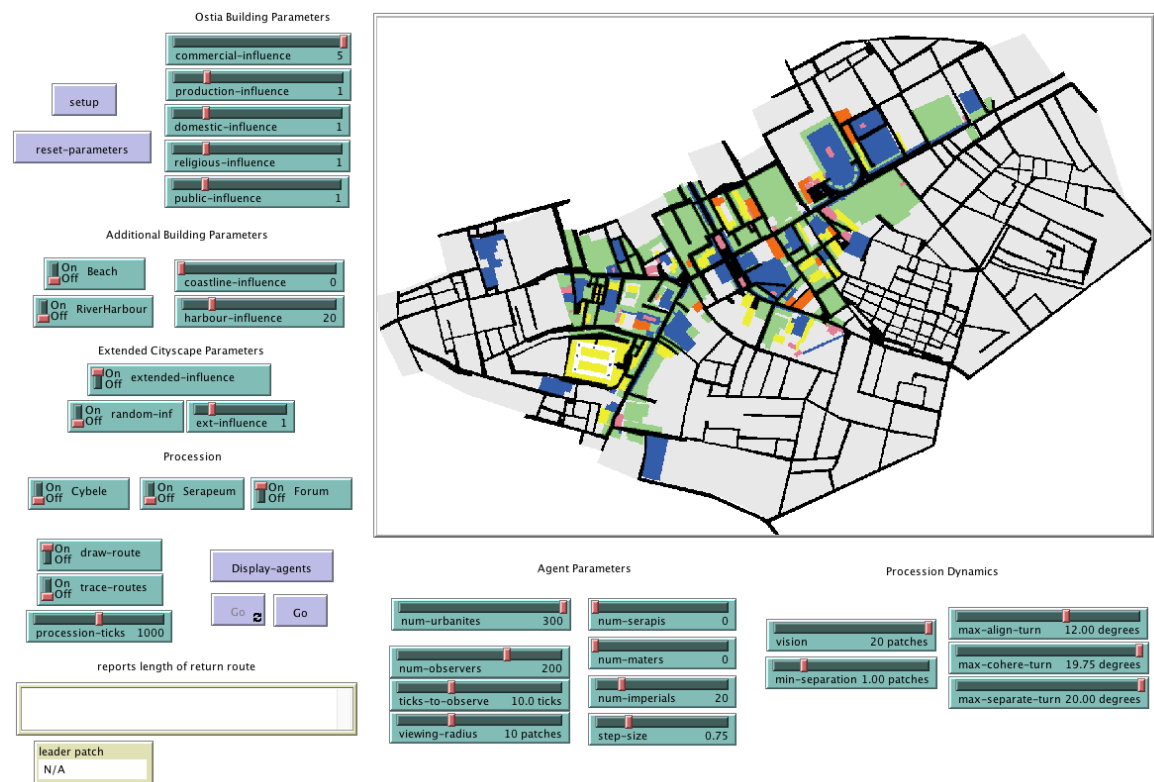 Ostia Building Parameters
commercial-influence 5
setup
production-influence 1
domestic-influence 1
reset-parameters
religious-influence 1
public-influence 1
Additional Building Parameters
On
Off
Beach
coastline-influence 0
On
Off
RiverHarbour
harbour-influence 20
Extended Cityscape Parameters
On
Off
extended-influence
On
Off
random-inf
ext-influence 1
Procession
On
Off
Cybele
On
Off
Serapeum
On
Off
Forum
On
Off
draw-route
Display-agents
On
Off
trace-routes
Go
Go
procession-ticks 1000
reports length of return route
leader patch
N/A
Agent Parameters
num-urbanites 300
num-serapis 0
num-observers 200
num-maters 0
ticks-to-observe 10.0 ticks
num-imperials 20
viewing-radius 10 patches
step-size 0.75
Procession Dynamics
vision 20 patches
max-align-turn 12.00 degrees
min-separation 1.00 patches
max-cohere-turn 19.75 degrees
max-separate-turn 20.00 degrees